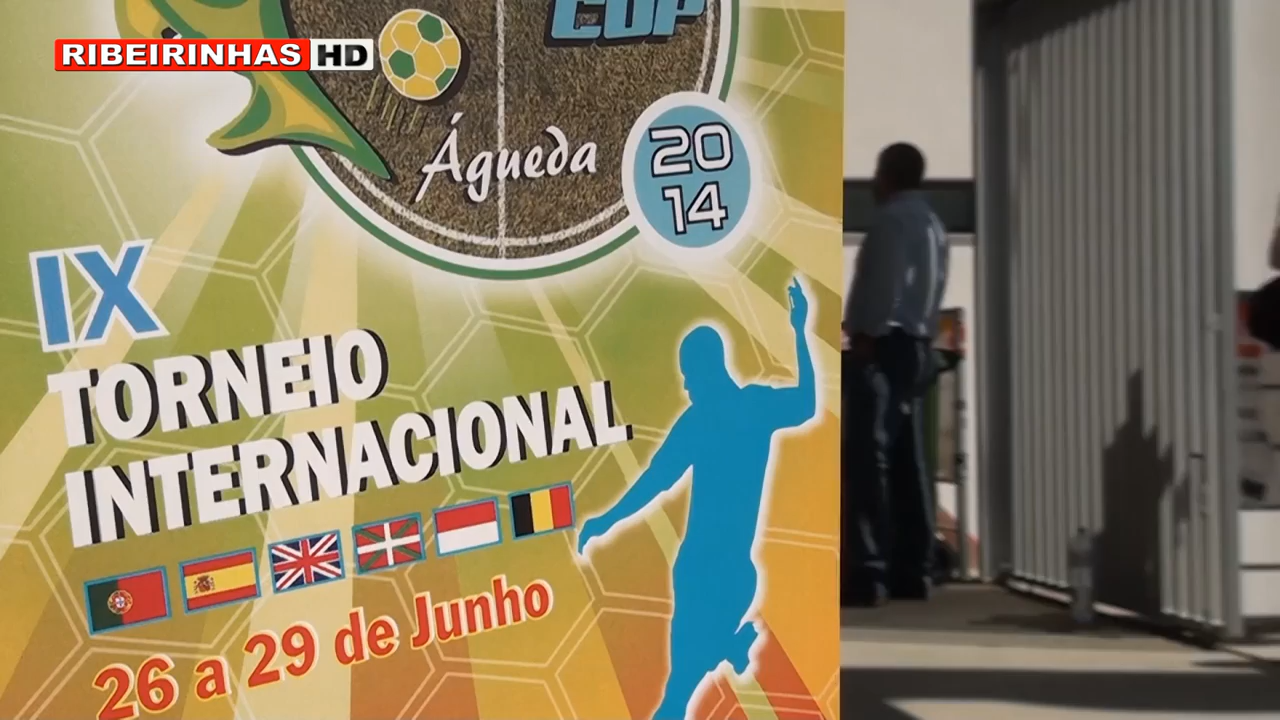 RIBEIRINHAS HD
CUP
Águeda
20
14
IX
TORNEIO
INTERNACIONAL
26 a 29 de Junho